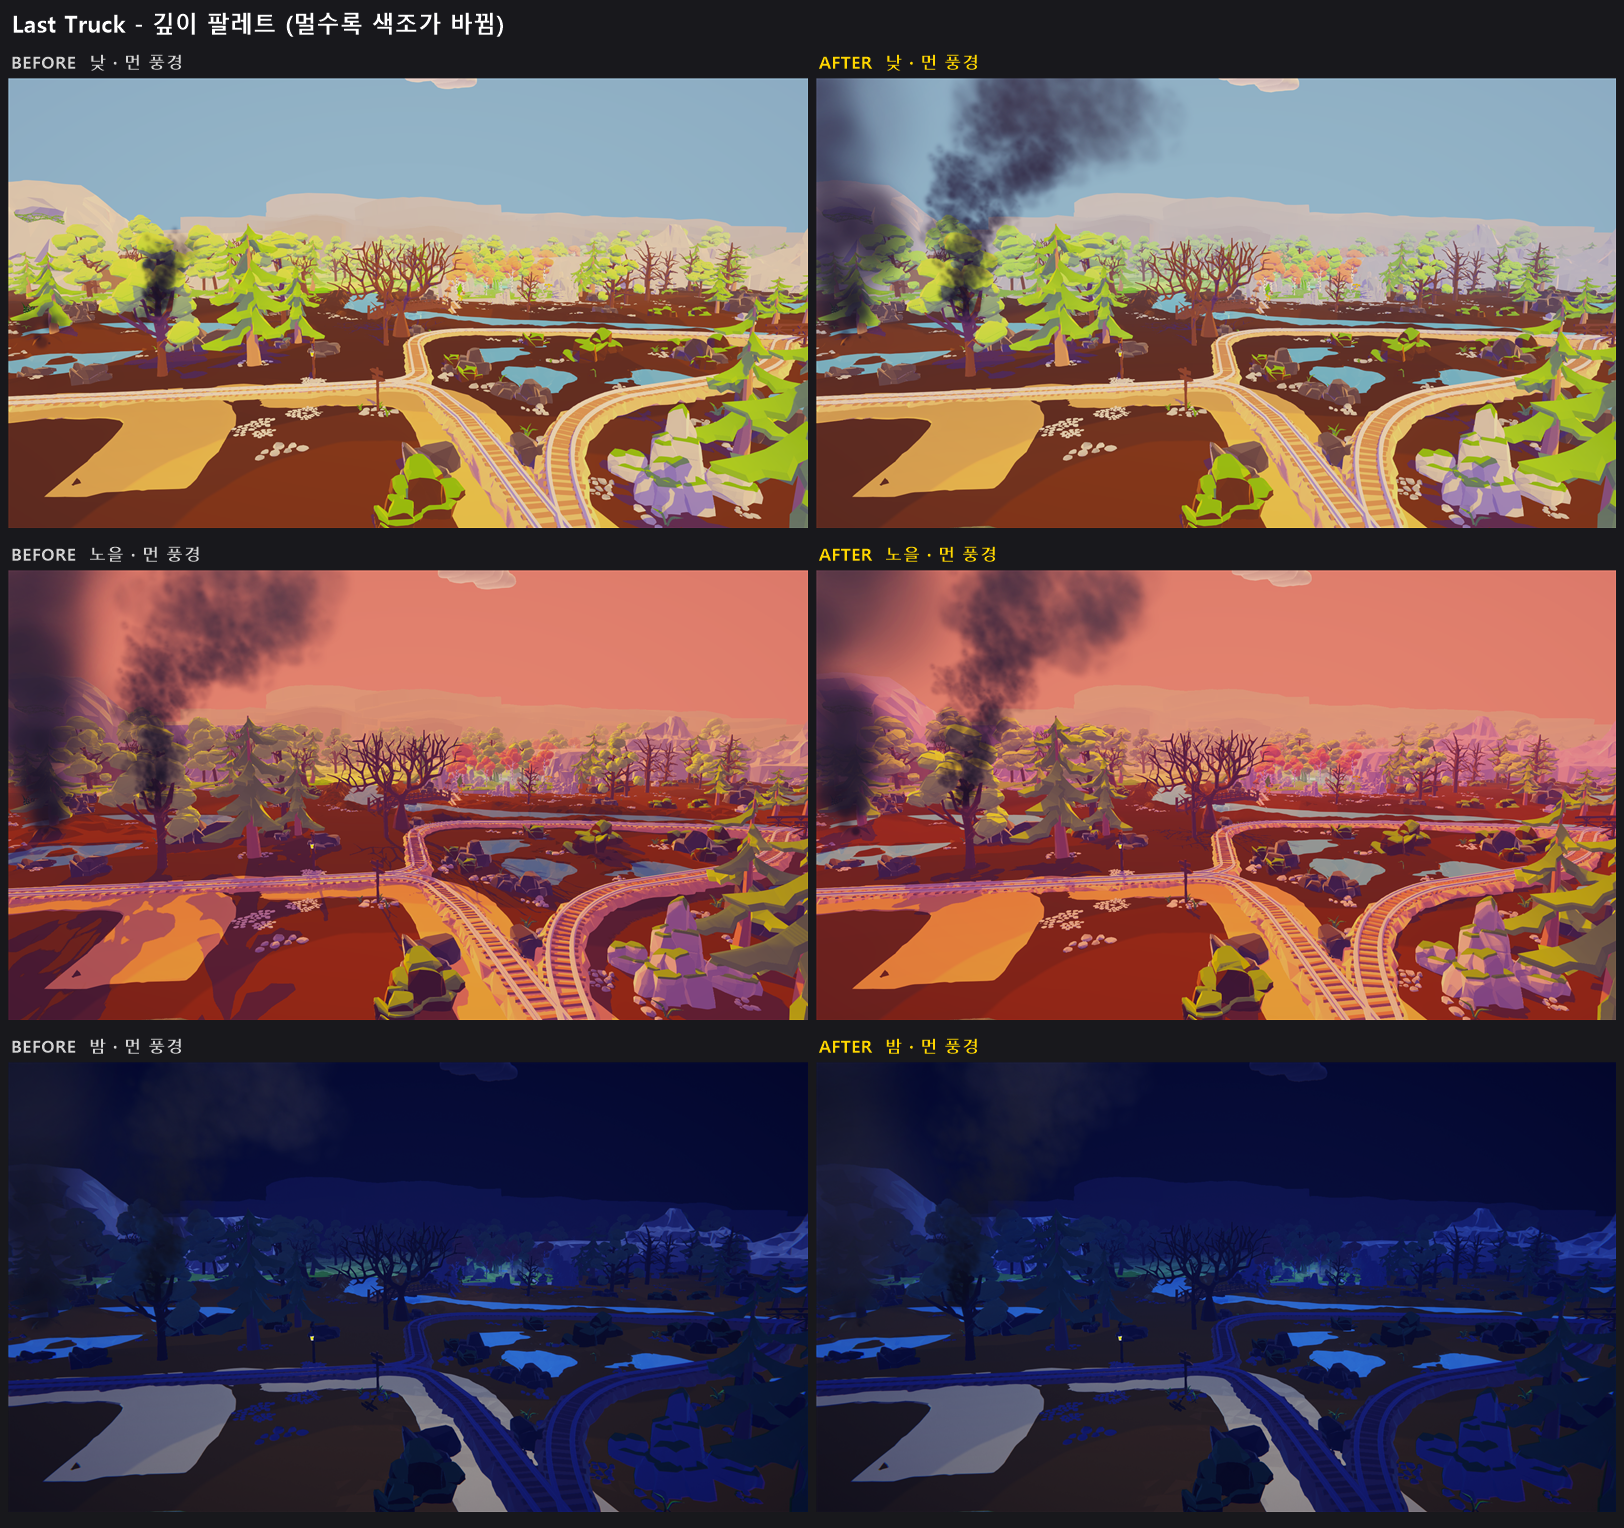 Last Truck - 깊이 팔레트 (멀수록 색조가 바뀜)
BEFORE 낮 · 먼 풍경
AFTER 낮 · 먼 풍경
BEFORE 노을 · 먼 풍경
AFTER 노을 · 먼 풍경
BEFORE 밤 · 먼 풍경
AFTER 밤 · 먼 풍경